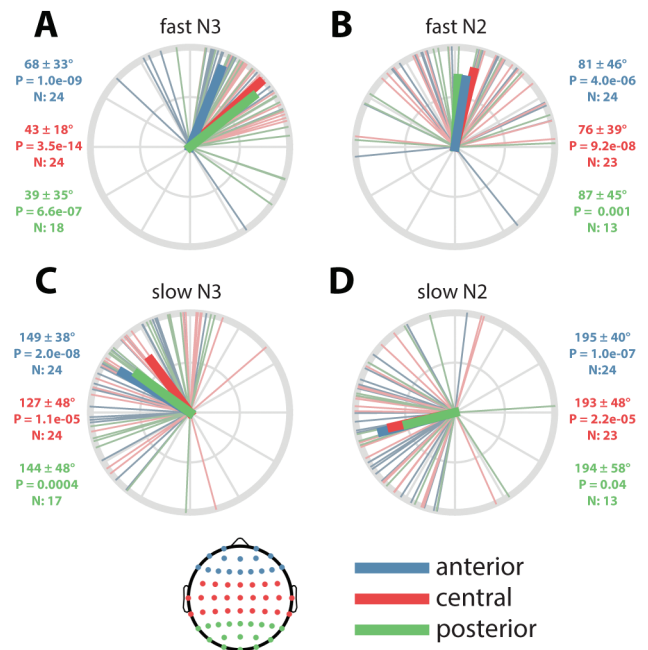 A
fast N3
68 ± 33°
P = 1.0e-09
N: 24
43 ± 18°
P = 3.5e-14
N: 24
39 ± 35°
P = 6.6e-07
N: 18
B
fast N2
81 ± 46°
P = 4.0e-06
N: 24
76 ± 39°
P = 9.2e-08
N: 23
87 ± 45°
P = 0.001
N: 13
C
slow N3
149 ± 38°
P = 2.0e-08
N: 24
127 ± 48°
P = 1.1e-05
N: 24
144 ± 48°
P = 0.0004
N: 17
D
slow N2
195 ± 40°
P = 1.0e-07
N:24
193 ± 48°
P = 2.2e-05
N: 23
194 ± 58°
P = 0.04
N: 13
anterior
central
posterior